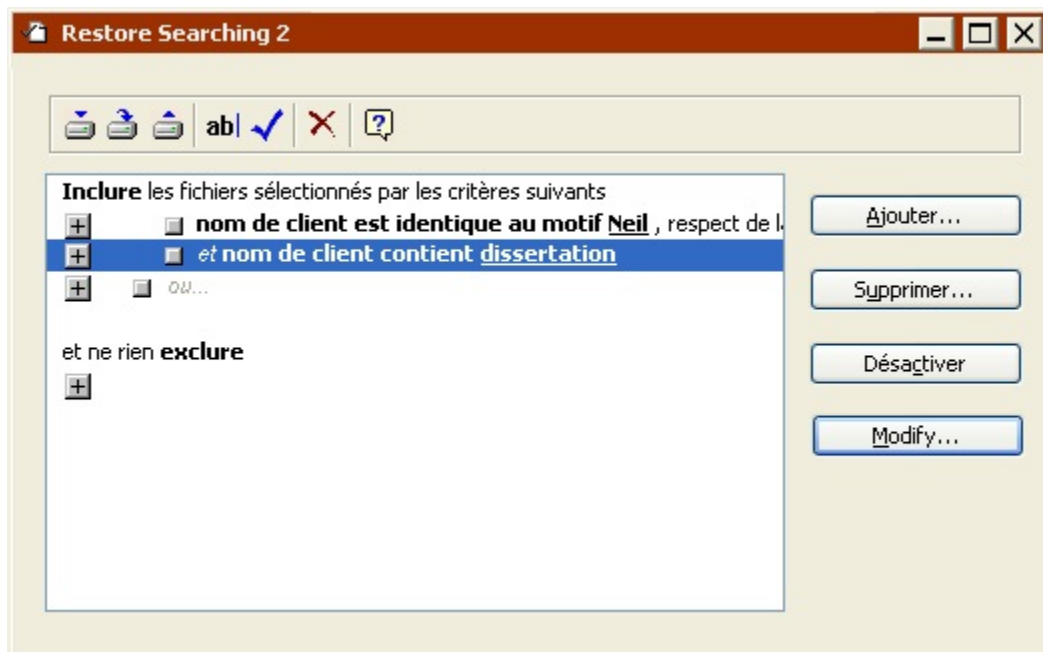 Restore Searching 2
ab
Inclure les fichiers sélectionnés par les critères suivants
nom de client est identique au motif Neil , respect de
et nom de client contient dissertation
ou...
et ne rien exclure
Ajouter...
Supprimer...
Désactiver
Modify...